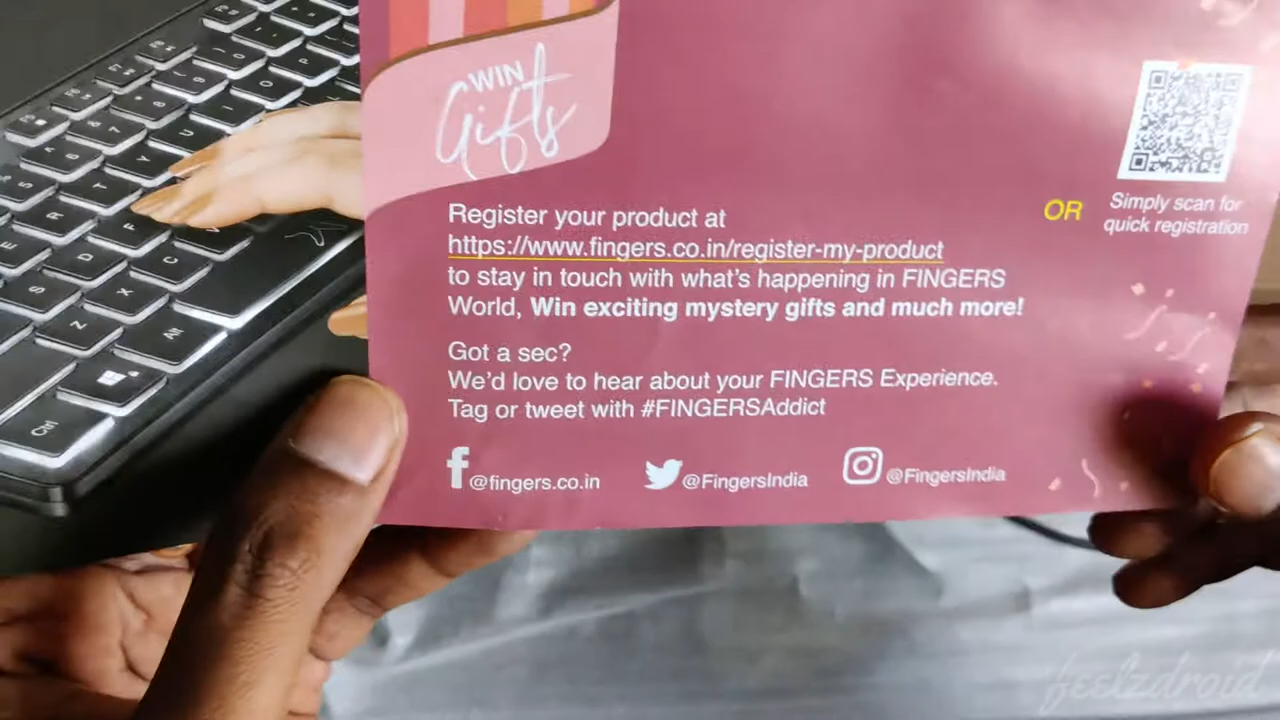 WIN
Gifts
Register your product at
https://www.fingers.co.in/register-my-product
to stay in touch with what's happening in FINGERS
World, Win exciting mystery gifts and much more!
OR
Simply scan for
quick registration
Got a sec?
We'd love to hear about your FINGERS Experience.
Tag or tweet with #FINGERSAddict
@fingers.co.in
@FingersIndia
@FingersIndia
Alt
Ctrl
feelzdroid